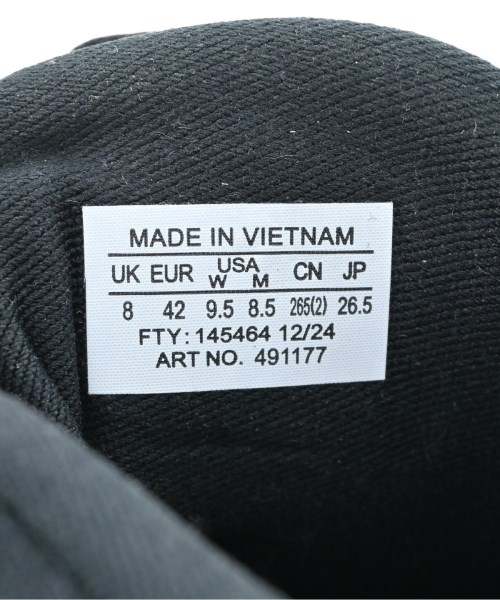 MADE IN VIETNAM
UK EUR USA W M CN JP
8 42 9.5 8.5 265(2) 26.5
FTY: 145464 12/24
ART NO. 491177